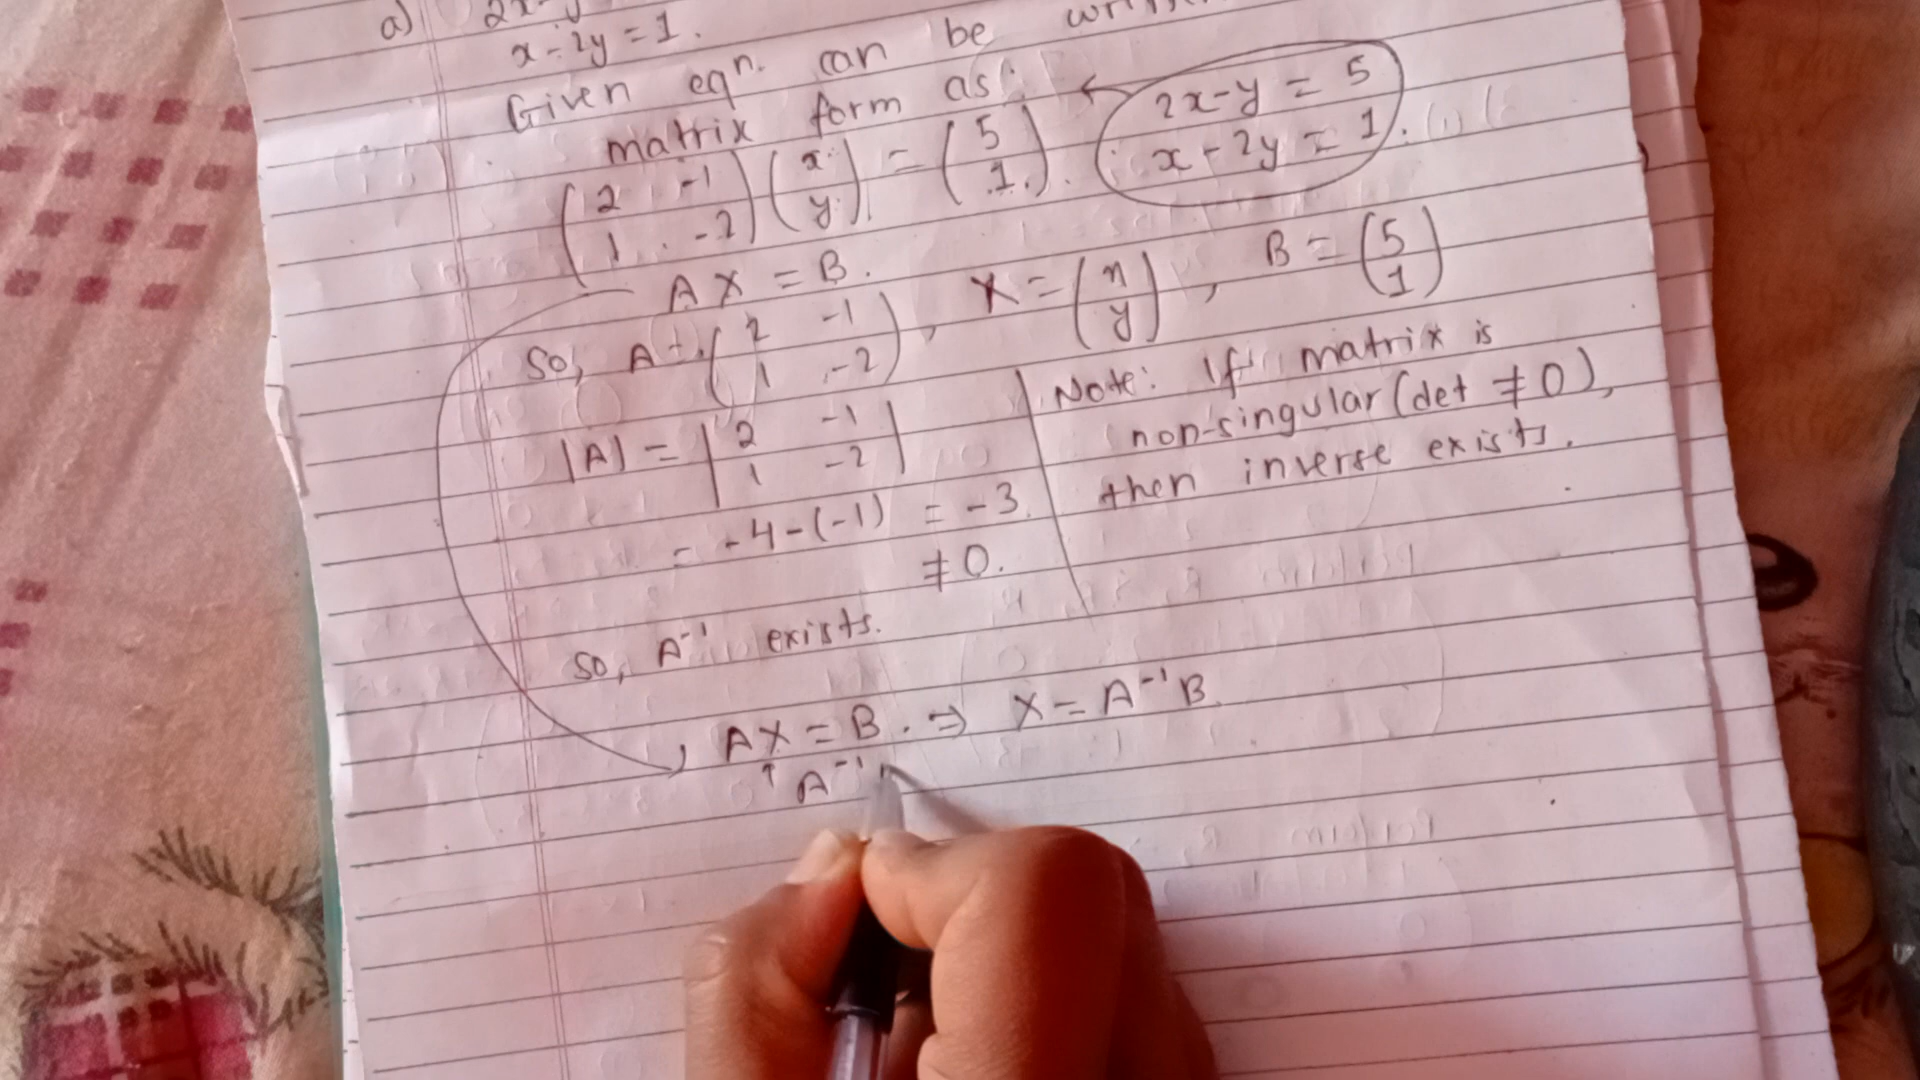 a) 2x-y
x-2y=1.
Given eqn. can be
matrix form as:
(2 -1
1 -2) (x
y) = (5
1).
2x-y = 5
x-2y = 1.
AX = B.
So, A = (2 -1
1 -2), X = (x
y), B = (5
1)
|A| = |2 -1
1 -2|
= -4-(-1) = -3
≠0.
Note: If matrix is
non-singular (det ≠0),
then inverse exists.
So, A⁻¹ exists.
AX = B. ⇒ X = A⁻¹B.
↑ A⁻¹